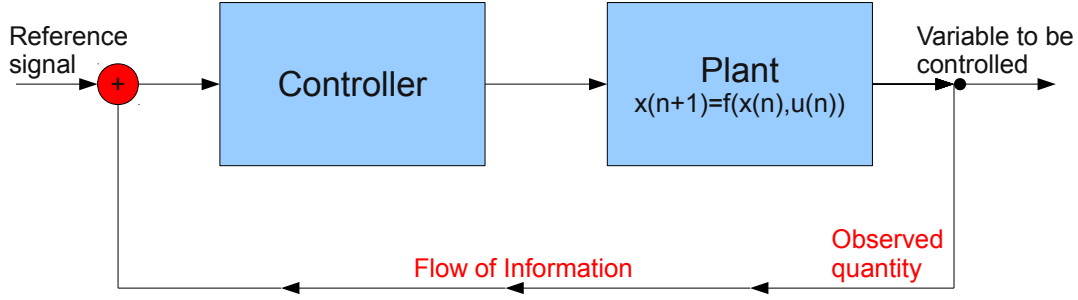 Reference
signal
+
Controller
Plant
x(n+1)=f(x(n),u(n))
Variable to be
controlled
Observed
quantity
Flow of Information